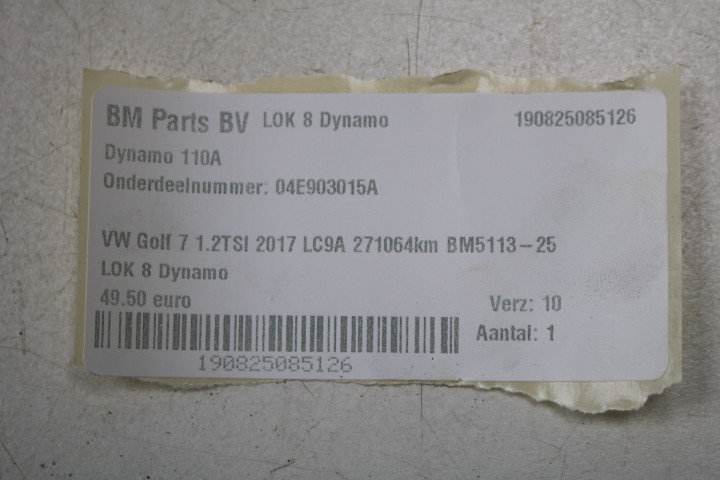 BM Parts BV LOK 8 Dynamo 190825085126
Dynamo 110A
Onderdeelnummer: 04E903015A
VW Golf 7 1.2TSI 2017 LC9A 271064km BM5113-25
LOK 8 Dynamo
49.50 euro Verz: 10
Aantal: 1
190825085126